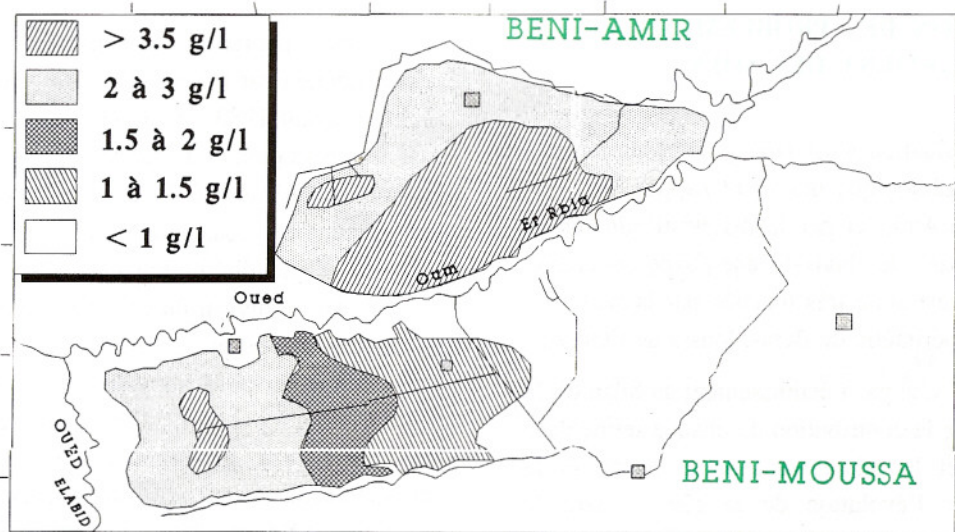 > 3.5 g/l
2 à 3 g/l
1.5 à 2 g/l
1 à 1.5 g/l
< 1 g/l
BENI-AMIR
Oued Oum Er Rbia
OUED ELABID
BENI-MOUSSA